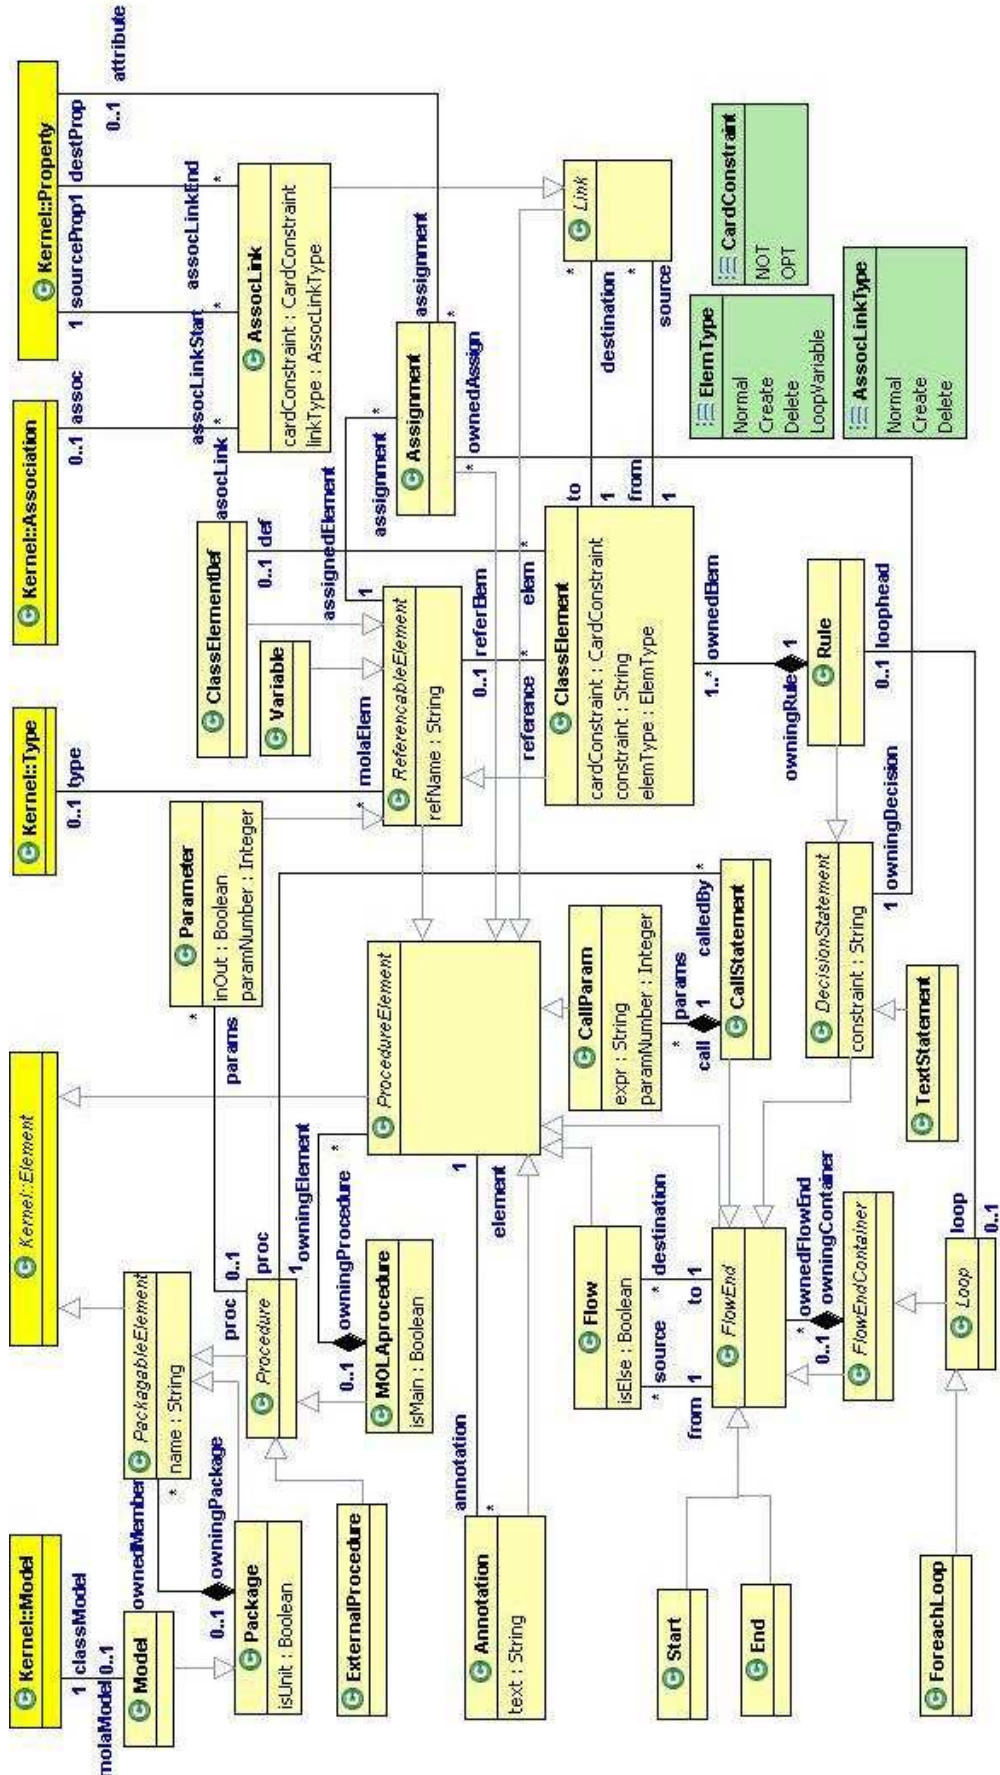 Kernel::Model
Kernel::Element
Kernel::Type
Kernel::Association
Kernel::Property
1 classModel
0..1 type
0..1 assoc
1 sourceProp1 destProp
0..1 attribute
molaModel 0..1
Model
ownedMember
*
PackagableElement
name : String
Parameter
inOut : Boolean
paramNumber : Integer
*
params
ClassElementDef
Variable
assocLink
assocLinkStart
assocLinkEnd
*
*
*
AssocLink
cardConstraint : CardConstraint
linkType : AssocLinkType
0..1 owningPackage
Package
isUnit : Boolean
proc
0..1
proc
Procedure
1
0..1 def
assignedElement
molaElem
*
1
assignment
*
assignment
*
ExternalProcedure
0..1 owningProcedure
owningElement
*
MOLAprocedure
isMain : Boolean
ProcedureElement
ReferencableElement
refName : String
Assignment
* ownedAssign
0..1 referElem
annotation
*
Annotation
text : String
1
element
reference
*
elem
*
ClassElement
cardConstraint : CardConstraint
constraint : String
elemType : ElemType
to
1
from
1
destination
*
source
*
Link
Flow
isElse : Boolean
* source
* destination
from
1
to
1
CallParam
expr : String
paramNumber : Integer
*
params
call
1
calledBy
*
CallStatement
1..* ownedElem
owningRule
1
Start
End
FlowEnd
* ownedFlowEnd
0..1 owningContainer
FlowEndContainer
DecisionStatement
constraint : String
1 owningDecision
Rule
0..1 loophead
ElemType
Normal
Create
Delete
LoopVariable
CardConstraint
NOT
OPT
AssocLinkType
Normal
Create
Delete
TextStatement
ForeachLoop
Loop
loop
0..1